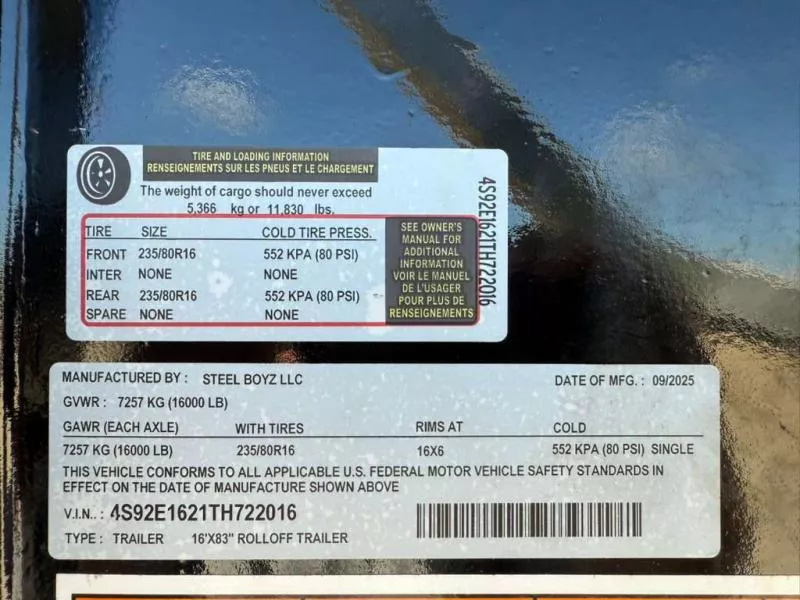 TIRE AND LOADING INFORMATION
RENSEIGNEMENTS SUR LES PNEUS ET LE CHARGEMENT
The weight of cargo should never exceed
5,366 kg or 11,830 lbs.
TIRE SIZE COLD TIRE PRESS.
FRONT 235/80R16 552 KPA (80 PSI)
INTER NONE NONE
REAR 235/80R16 552 KPA (80 PSI)
SPARE NONE NONE
SEE OWNER'S
MANUAL FOR
ADDITIONAL
INFORMATION
VOIR LE MANUEL
DE L'USAGER
POUR PLUS DE
RENSEIGNEMENTS
4S92E1621TH722016
MANUFACTURED BY : STEEL BOYZ LLC DATE OF MFG. : 09/2025
GVWR : 7257 KG (16000 LB)
GAWR (EACH AXLE) WITH TIRES RIMS AT COLD
7257 KG (16000 LB) 235/80R16 16X6 552 KPA (80 PSI) SINGLE
THIS VEHICLE CONFORMS TO ALL APPLICABLE U.S. FEDERAL MOTOR VEHICLE SAFETY STANDARDS IN
EFFECT ON THE DATE OF MANUFACTURE SHOWN ABOVE
V.I.N.. : 4S92E1621TH722016
TYPE : TRAILER 16'X83" ROLLOFF TRAILER